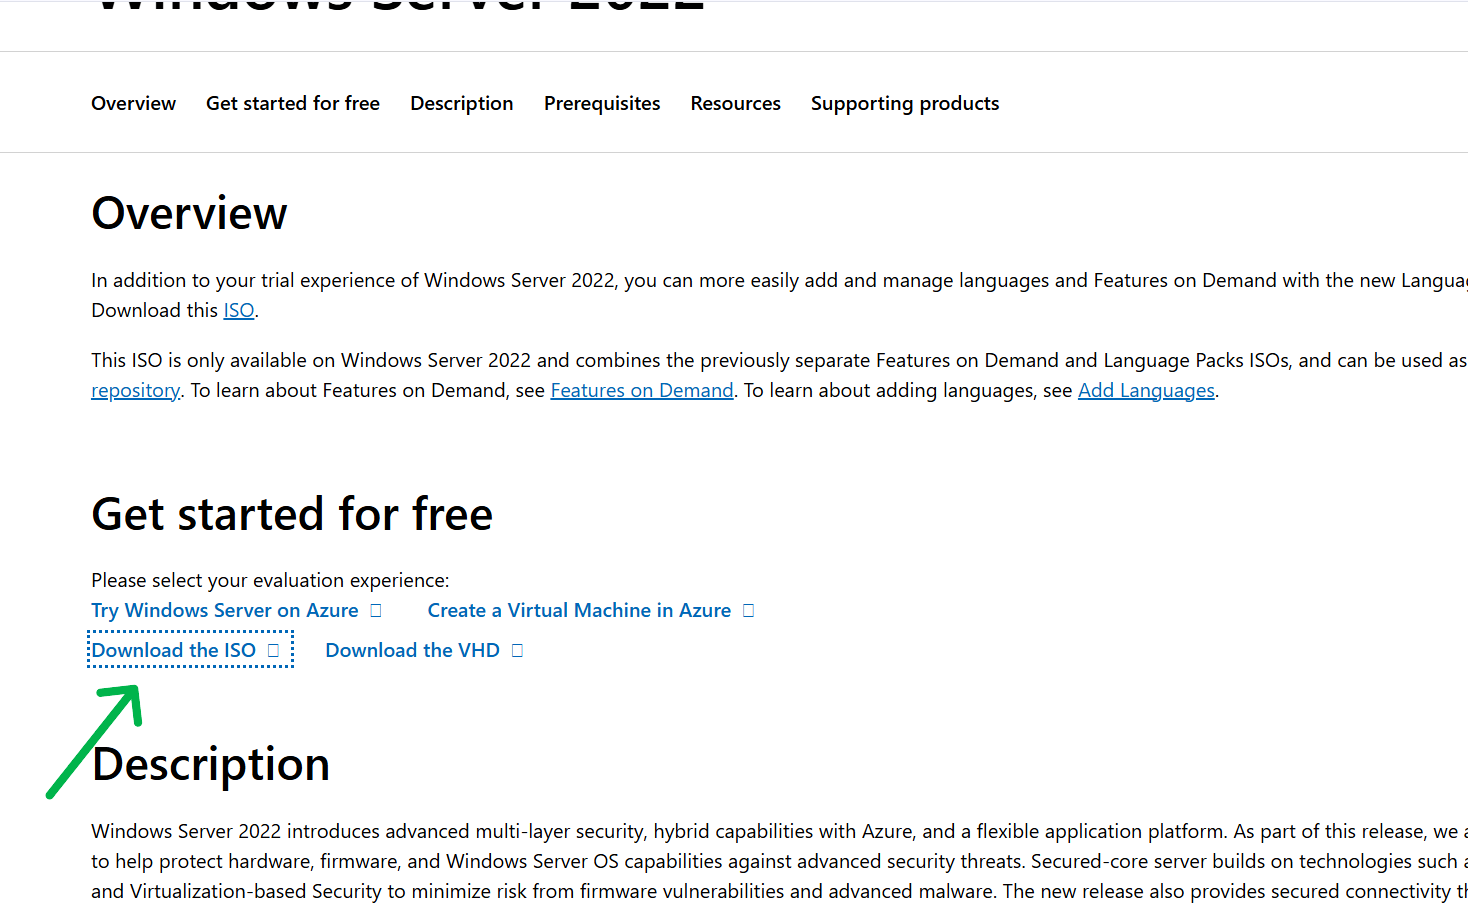 Windows Server 2022
Overview Get started for free Description Prerequisites Resources Supporting products
Overview
In addition to your trial experience of Windows Server 2022, you can more easily add and manage languages and Features on Demand with the new
Download this ISO.
This ISO is only available on Windows Server 2022 and combines the previously separate Features on Demand and Language Packs ISOs, and can be used as
repository. To learn about Features on Demand, see Features on Demand. To learn about adding languages, see Add Languages.
Get started for free
Please select your evaluation experience:
Try Windows Server on Azure Create a Virtual Machine in Azure
Download the ISO Download the VHD
Description
Windows Server 2022 introduces advanced multi-layer security, hybrid capabilities with Azure, and a flexible application platform. As part of this release, we
to help protect hardware, firmware, and Windows Server OS capabilities against advanced security threats. Secured-core server builds on technologies such
and Virtualization-based Security to minimize risk from firmware vulnerabilities and advanced malware. The new release also provides secured connectivity